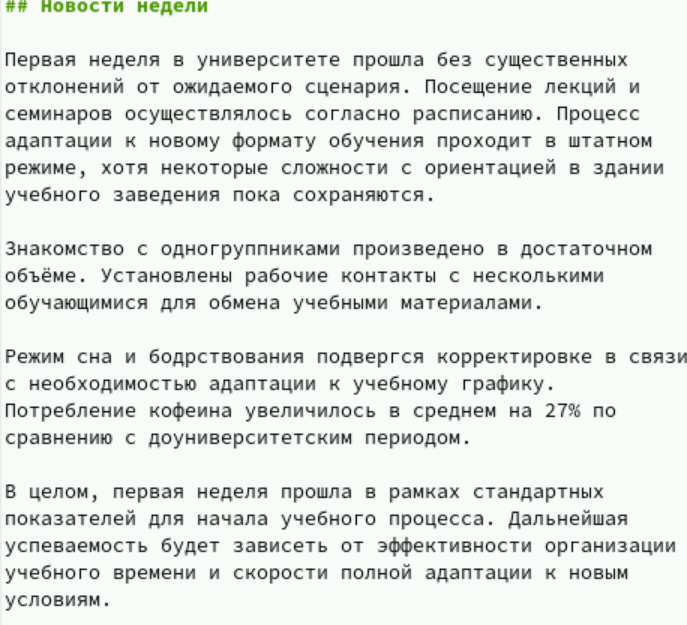 ## Новости недели
Первая неделя в университете прошла без существенных
отклонений от ожидаемого сценария. Посещение лекций и
семинаров осуществлялось согласно расписанию. Процесс
адаптации к новому формату обучения проходит в штатном
режиме, хотя некоторые сложности с ориентацией в здании
учебного заведения пока сохраняются.
Знакомство с одногруппниками произведено в достаточном
объёме. Установлены рабочие контакты с несколькими
обучающимися для обмена учебными материалами.
Режим сна и бодрствования подвергся корректировке в связи
с необходимостью адаптации к учебному графику.
Потребление кофеина увеличилось в среднем на 27% по
сравнению с доуниверситетским периодом.
В целом, первая неделя прошла в рамках стандартных
показателей для начала учебного процесса. Дальнейшая
успеваемость будет зависеть от эффективности организации
учебного времени и скорости полной адаптации к новым
условиям.